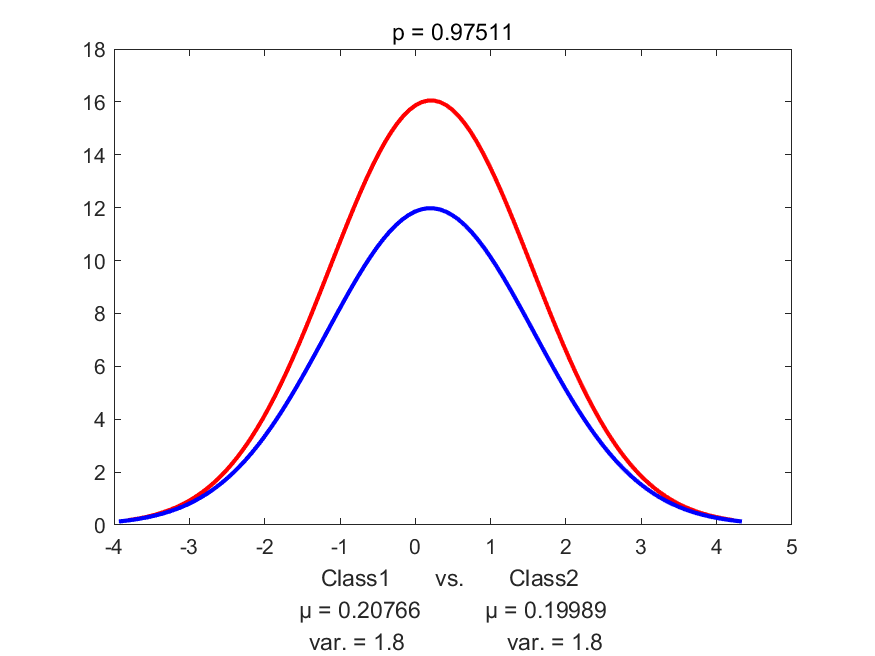 p = 0.97511
18
16
14
12
10
8
6
4
2
0
-4 -3 -2 -1 0 1 2 3 4 5
Class1 vs. Class2
μ = 0.20766 μ = 0.19989
var. = 1.8 var. = 1.8